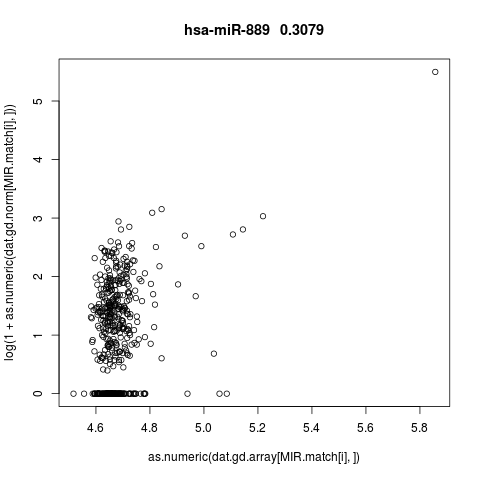 hsa-miR-889 0.3079
log(1 + as.numeric(dat.gd.norm[MIR.match[i], ]))
5
4
3
2
1
0
4.6 4.8 5.0 5.2 5.4 5.6 5.8
as.numeric(dat.gd.array[MIR.match[i], ])